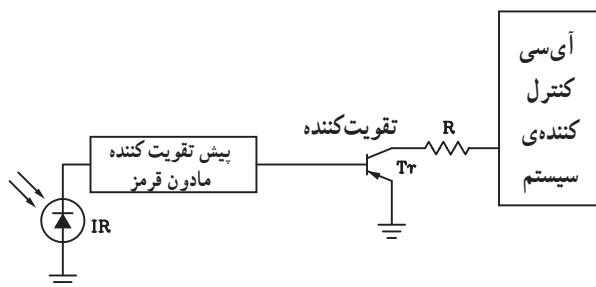 آی‌سی
کنترل
کننده‌ی
سیستم
تقویت‌کننده
R
پیش تقویت کننده
مادون قرمز
Tr
IR